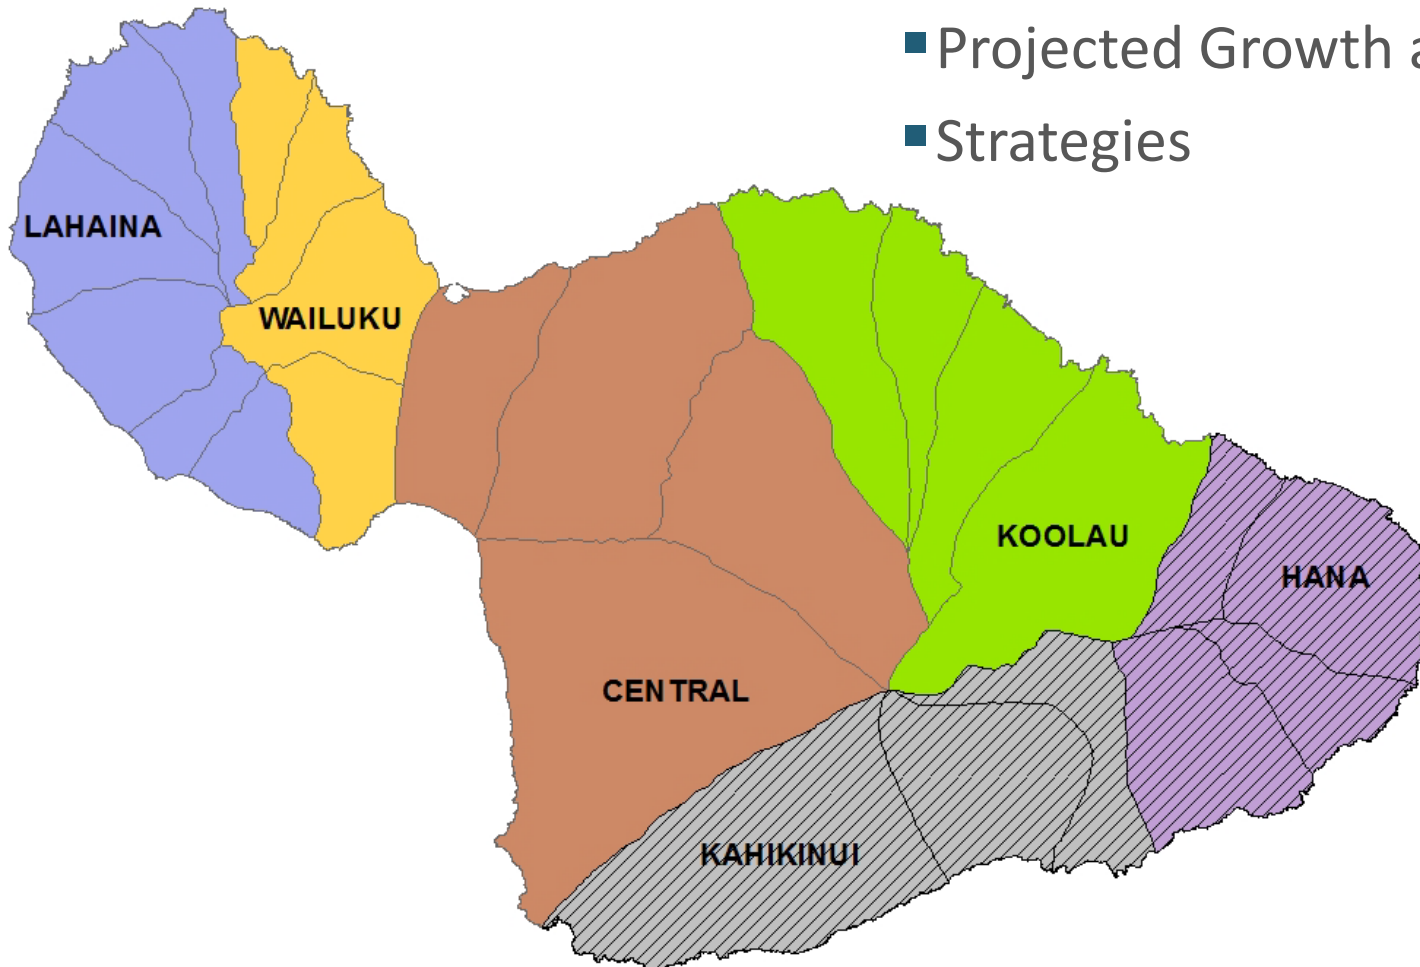 ▪ Projected Growth a
▪ Strategies
LAHAINA
WAILUKU
KOOLAU
HANA
CENTRAL
KAHIKINUI